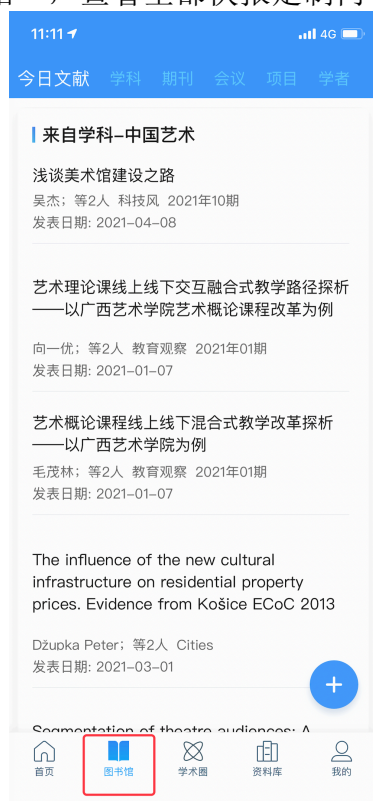 11:11
4G
今日文献 学科 期刊 会议 项目 学者
来自学科–中国艺术
浅谈美术馆建设之路
吴杰；等2人 科技风 2021年10期
发表日期: 2021–04–08
艺术理论课线上线下交互融合式教学路径探析
——以广西艺术学院艺术概论课程改革为例
向一优；等2人 教育观察 2021年01期
发表日期: 2021–01–07
艺术概论课程线上线下混合式教学改革探析
——以广西艺术学院为例
毛茂林；等2人 教育观察 2021年01期
发表日期: 2021–01–07
The influence of the new cultural
infrastructure on residential property
prices. Evidence from Košice ECoC 2013
Džupka Peter；等2人 Cities
发表日期: 2021–03–01
Segmentation of theatre audiences: A
首页 图书馆 学术圈 资料库 我的